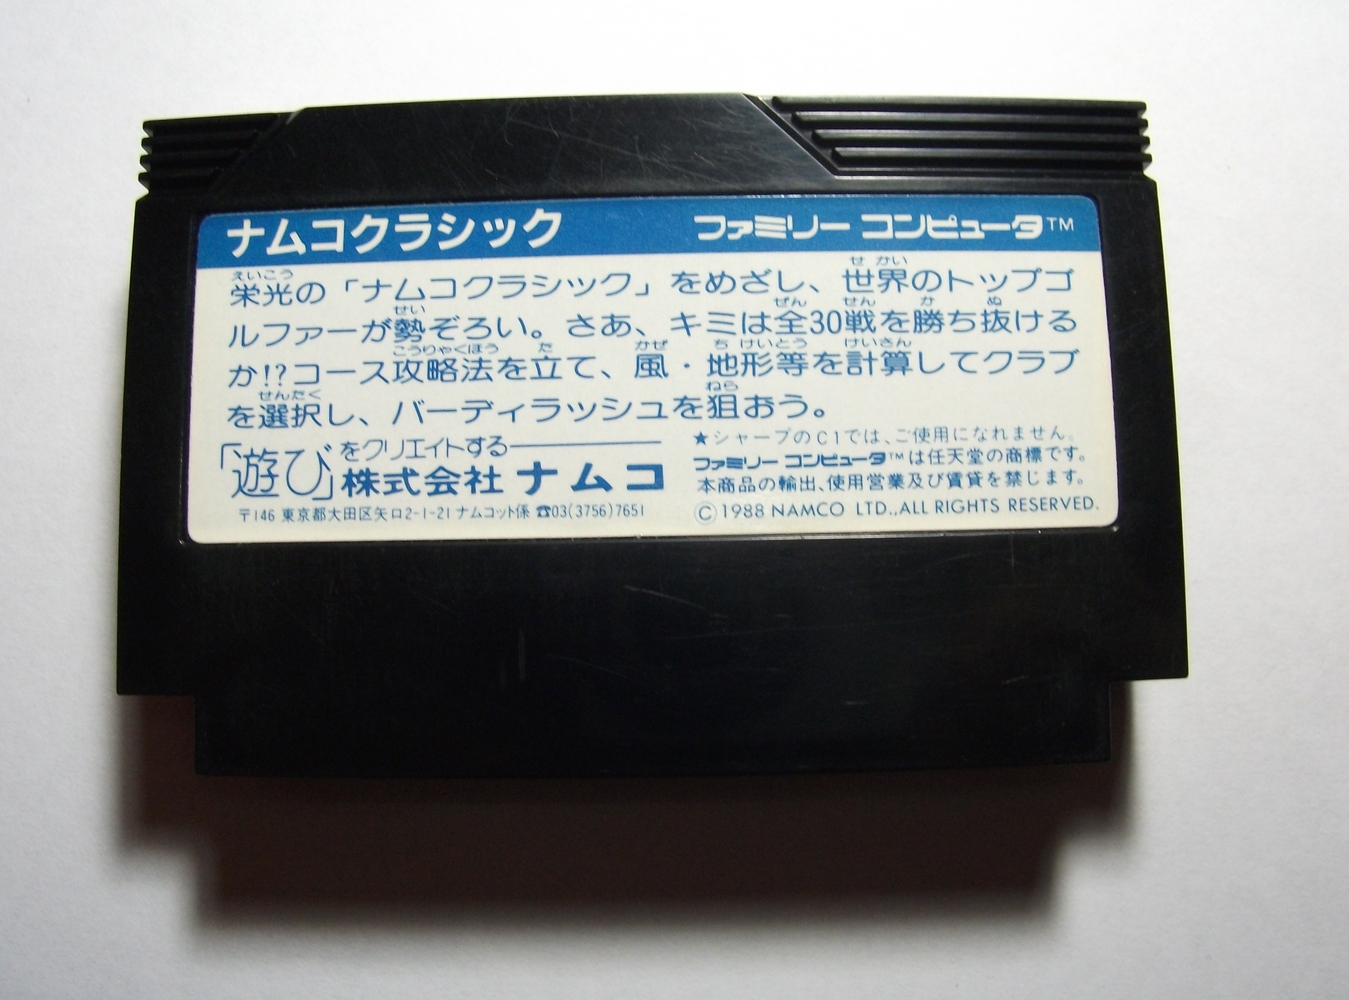 ナムコクラシック
ファミリー コンピュータ™
えいこう せ かい
栄光の「ナムコクラシック」をめざし、世界のトップゴ
せい ぜん せん か ぬ
ルファーが勢ぞろい。さあ、キミは全30戦を勝ち抜ける
こうりゃくほう た かぜ ち けいとう けいさん
か!?コース攻略法を立て、風・地形等を計算してクラブ
せんたく ねら
を選択し、バーディラッシュを狙おう。
「遊び」をクリエイトする
株式会社 ナムコ
〒146 東京都大田区矢口2-1-21 ナムコット係 ☎03(3756)7651
★シャープのC1では、ご使用になれません。
ファミリー コンピュータ™は任天堂の商標です。
本商品の輸出、使用営業及び賃貸を禁じます。
©1988 NAMCO LTD.,ALL RIGHTS RESERVED.